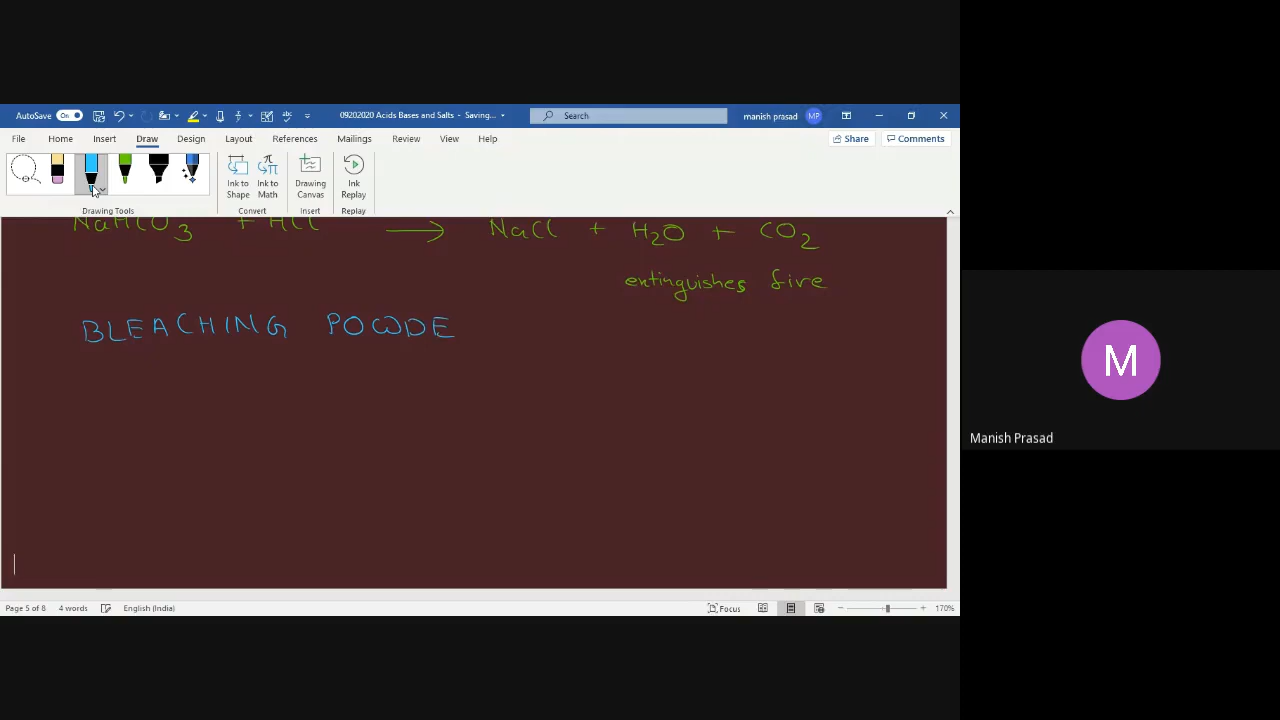 AutoSave On 09202020 Acids Bases and Salts - Saving... Search manish prasad MP
File Home Insert Draw Design Layout References Mailings Review View Help Share Comments
Ink to Shape Ink to Math Drawing Canvas Ink Replay
Drawing Tools Convert Insert Replay
NaHCO3 + HCl → NaCl + H2O + CO2
extinguishes fire
BLEACHING POWDE
M
Manish Prasad
Page 5 of 8 4 words English (India) Focus 170%